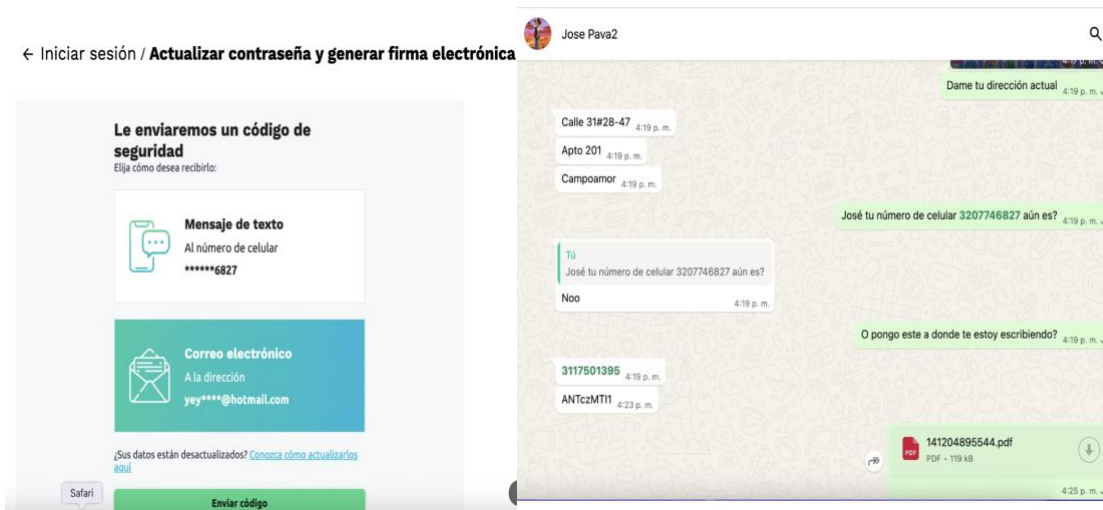 ← Iniciar sesión / Actualizar contraseña y generar firma electrónica
Le enviaremos un código de
seguridad
Elija cómo desea recibirlo:
Mensaje de texto
Al número de celular
******6827
Correo electrónico
A la dirección
yey****@hotmail.com
¿Sus datos están desactualizados? Conozca cómo actualizarlos
aquí
Safari
Enviar código
Jose Pava2
4:17 p. m.
Dame tu dirección actual 4:19 p. m.
Calle 31#28-47 4:19 p. m.
Apto 201 4:19 p. m.
Campoamor 4:19 p. m.
José tu número de celular 3207746827 aún es? 4:19 p. m.
Tú
José tu número de celular 3207746827 aún es?
Noo 4:19 p. m.
O pongo este a donde te estoy escribiendo? 4:19 p. m.
3117501395 4:19 p. m.
ANTczMTI1 4:23 p. m.
141204895544.pdf
PDF
PDF • 119 kB
4:25 p. m.